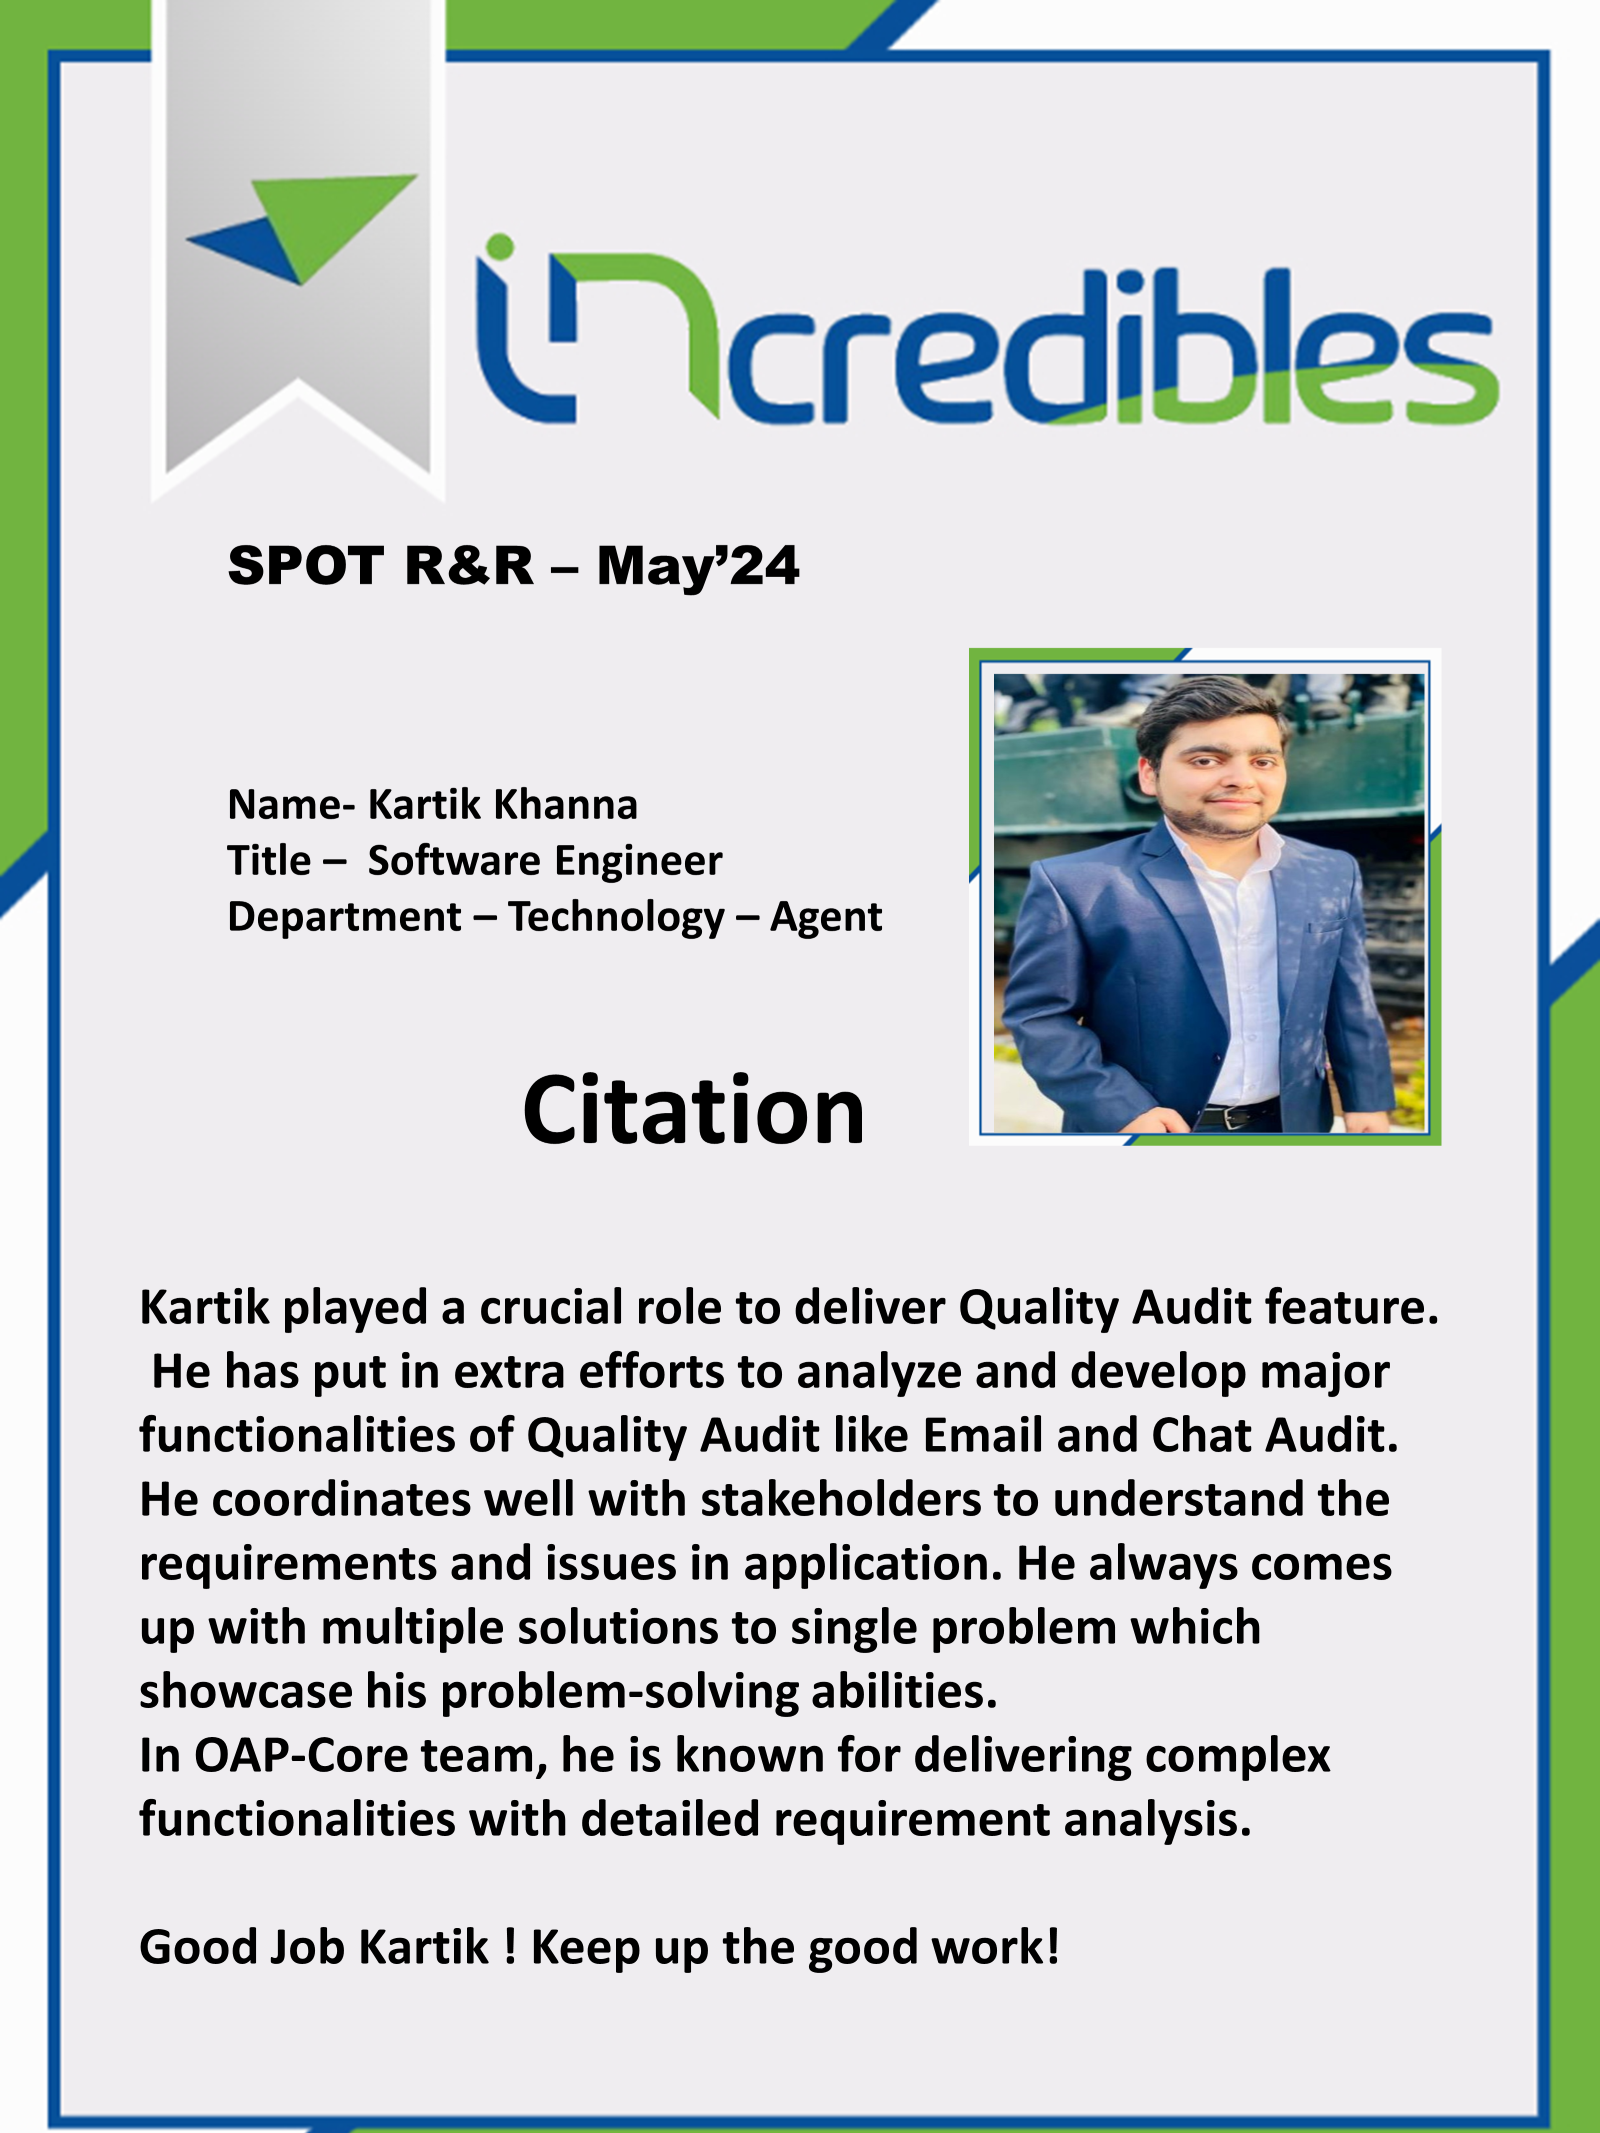 incredibles
SPOT R&R – May’24
Name- Kartik Khanna
Title –  Software Engineer
Department – Technology – Agent
Citation
Kartik played a crucial role to deliver Quality Audit feature.
He has put in extra efforts to analyze and develop major
functionalities of Quality Audit like Email and Chat Audit.
He coordinates well with stakeholders to understand the
requirements and issues in application. He always comes
up with multiple solutions to single problem which
showcase his problem-solving abilities.
In OAP-Core team, he is known for delivering complex
functionalities with detailed requirement analysis.
Good Job Kartik ! Keep up the good work!